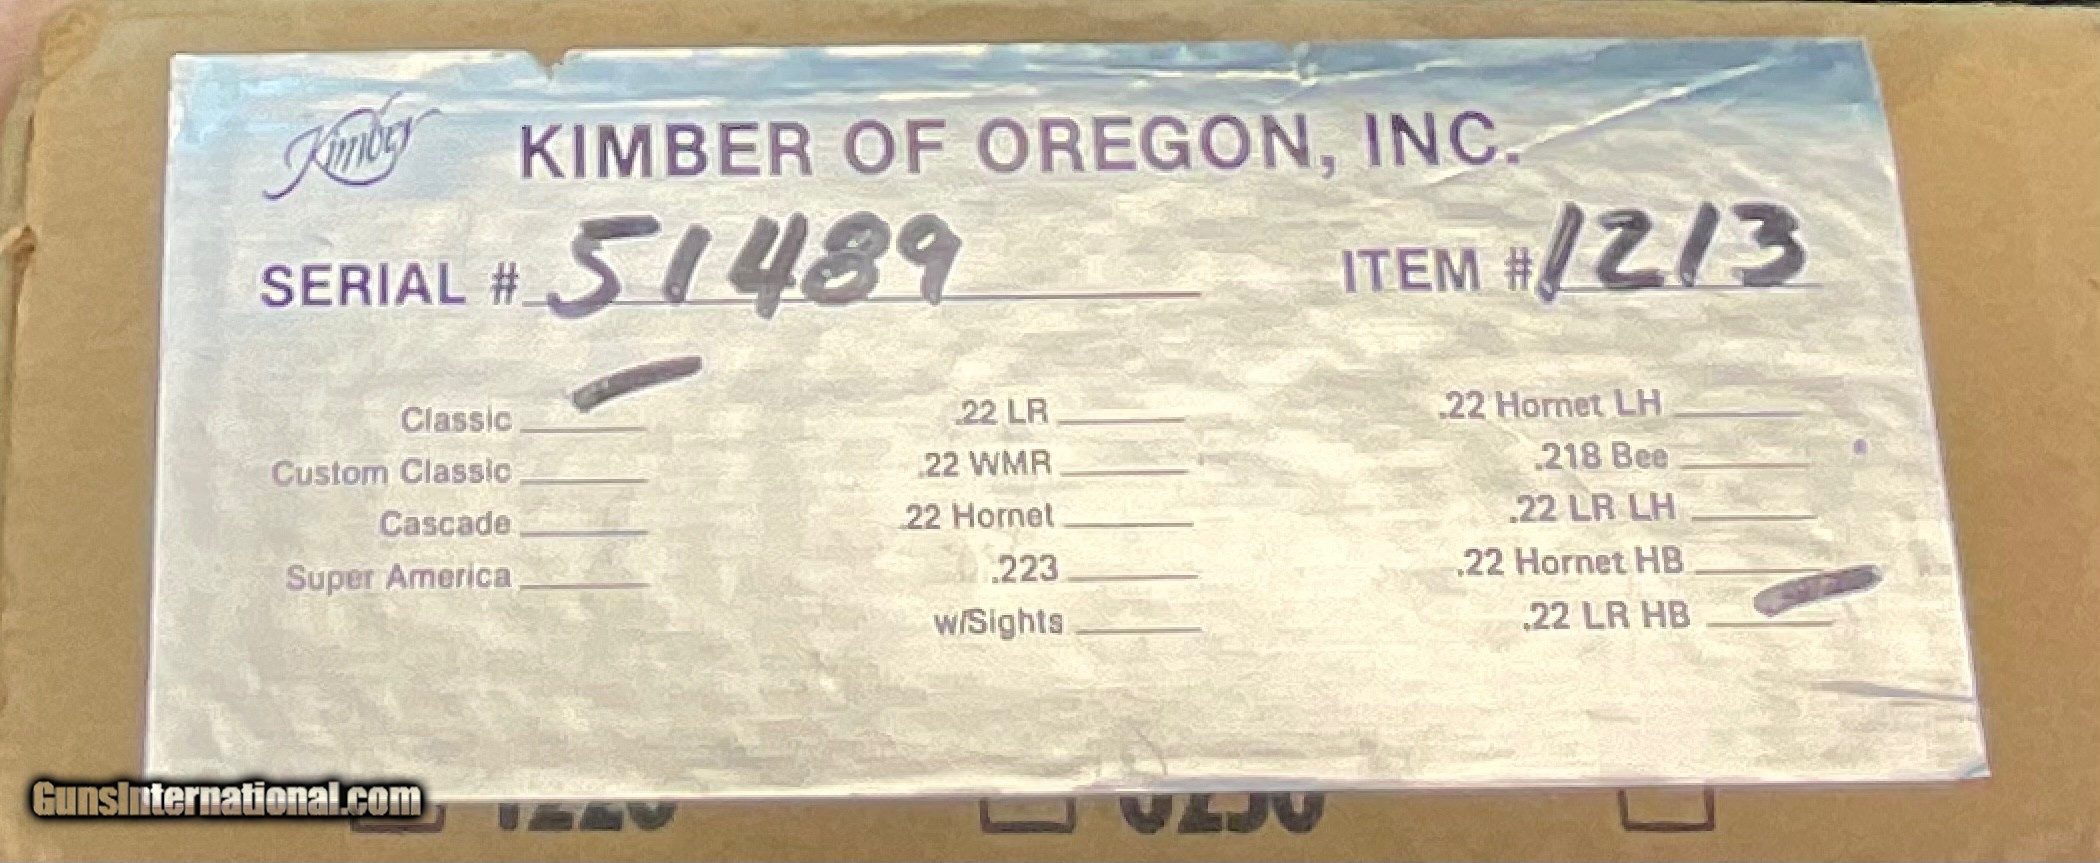 Kimber KIMBER OF OREGON, INC.
SERIAL # 51489 ITEM # 1213
Classic .22 LR .22 Hornet LH
Custom Classic .22 WMR .218 Bee
Cascade .22 Hornet .22 LR LH
Super America .223 .22 Hornet HB
w/Sights .22 LR HB
GunsInternational.com